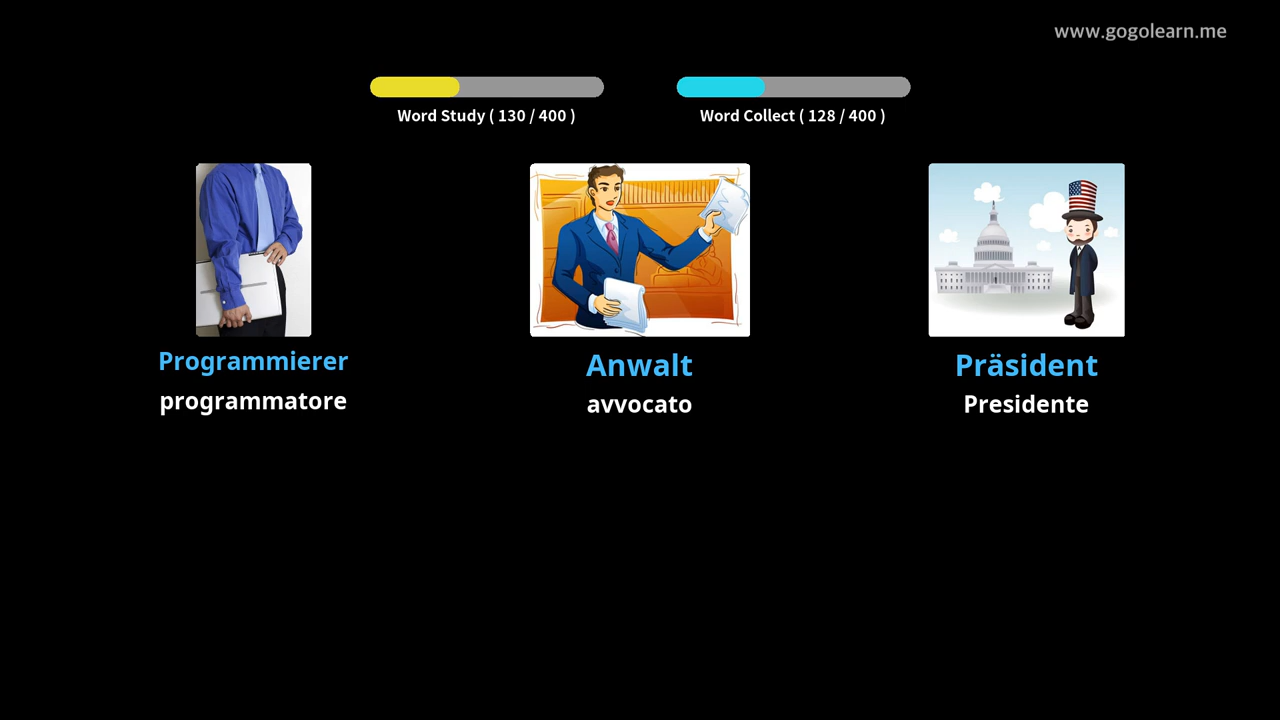 www.gogolearn.me
Word Study ( 130 / 400 )
Word Collect ( 128 / 400 )
Programmierer
programmatore
Anwalt
avvocato
Präsident
Presidente